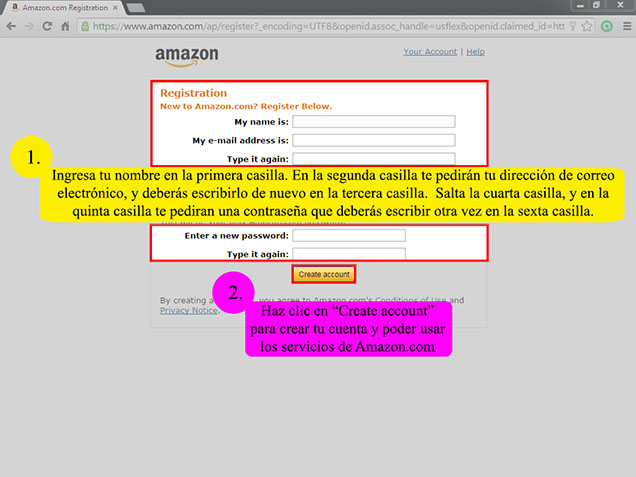 Amazon.com Registration
https://www.amazon.com/ap/register?_encoding=UTF8&openid.assoc_handle=usflex&openid.claimed_id=htt
amazon
Your Account | Help
Registration
New to Amazon.com? Register Below.
My name is:
My e-mail address is:
Type it again:
1.
Ingresa tu nombre en la primera casilla. En la segunda casilla te pedirán tu dirección de correo
electrónico, y deberás escribirlo de nuevo en la tercera casilla. Salta la cuarta casilla, y en la
quinta casilla te pediran una contraseña que deberás escribir otra vez en la sexta casilla.
Enter a new password:
Type it again:
Create account
2.
By creating a you agree to Amazon.com's Conditions of Use and
Privacy Notice.
Haz clic en “Create account”
para crear tu cuenta y poder usar
los servicios de Amazon.com